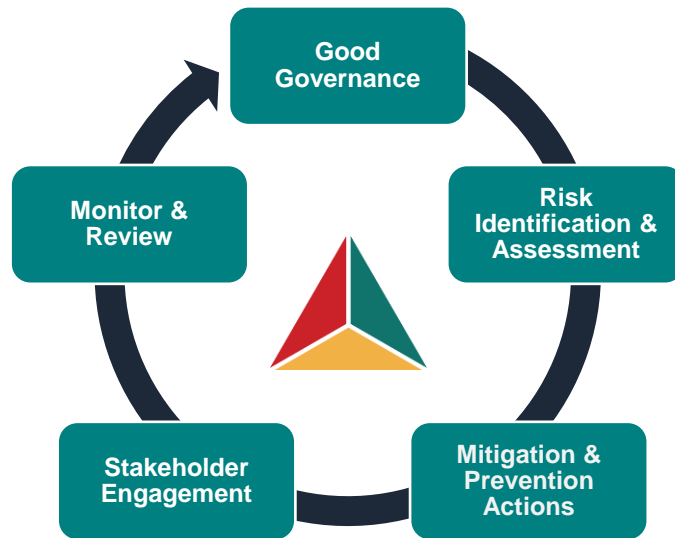 Good
Governance
Risk
Identification &
Assessment
Mitigation &
Prevention
Actions
Stakeholder
Engagement
Monitor &
Review